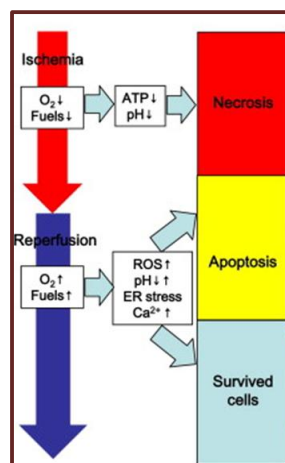 Ischemia
O₂↓
Fuels↓
ATP↓
pH↓
Necrosis
Reperfusion
O₂↑
Fuels↑
ROS↑
pH↓↑
ER stress
Ca²⁺ ↑
Apoptosis
Survived
cells